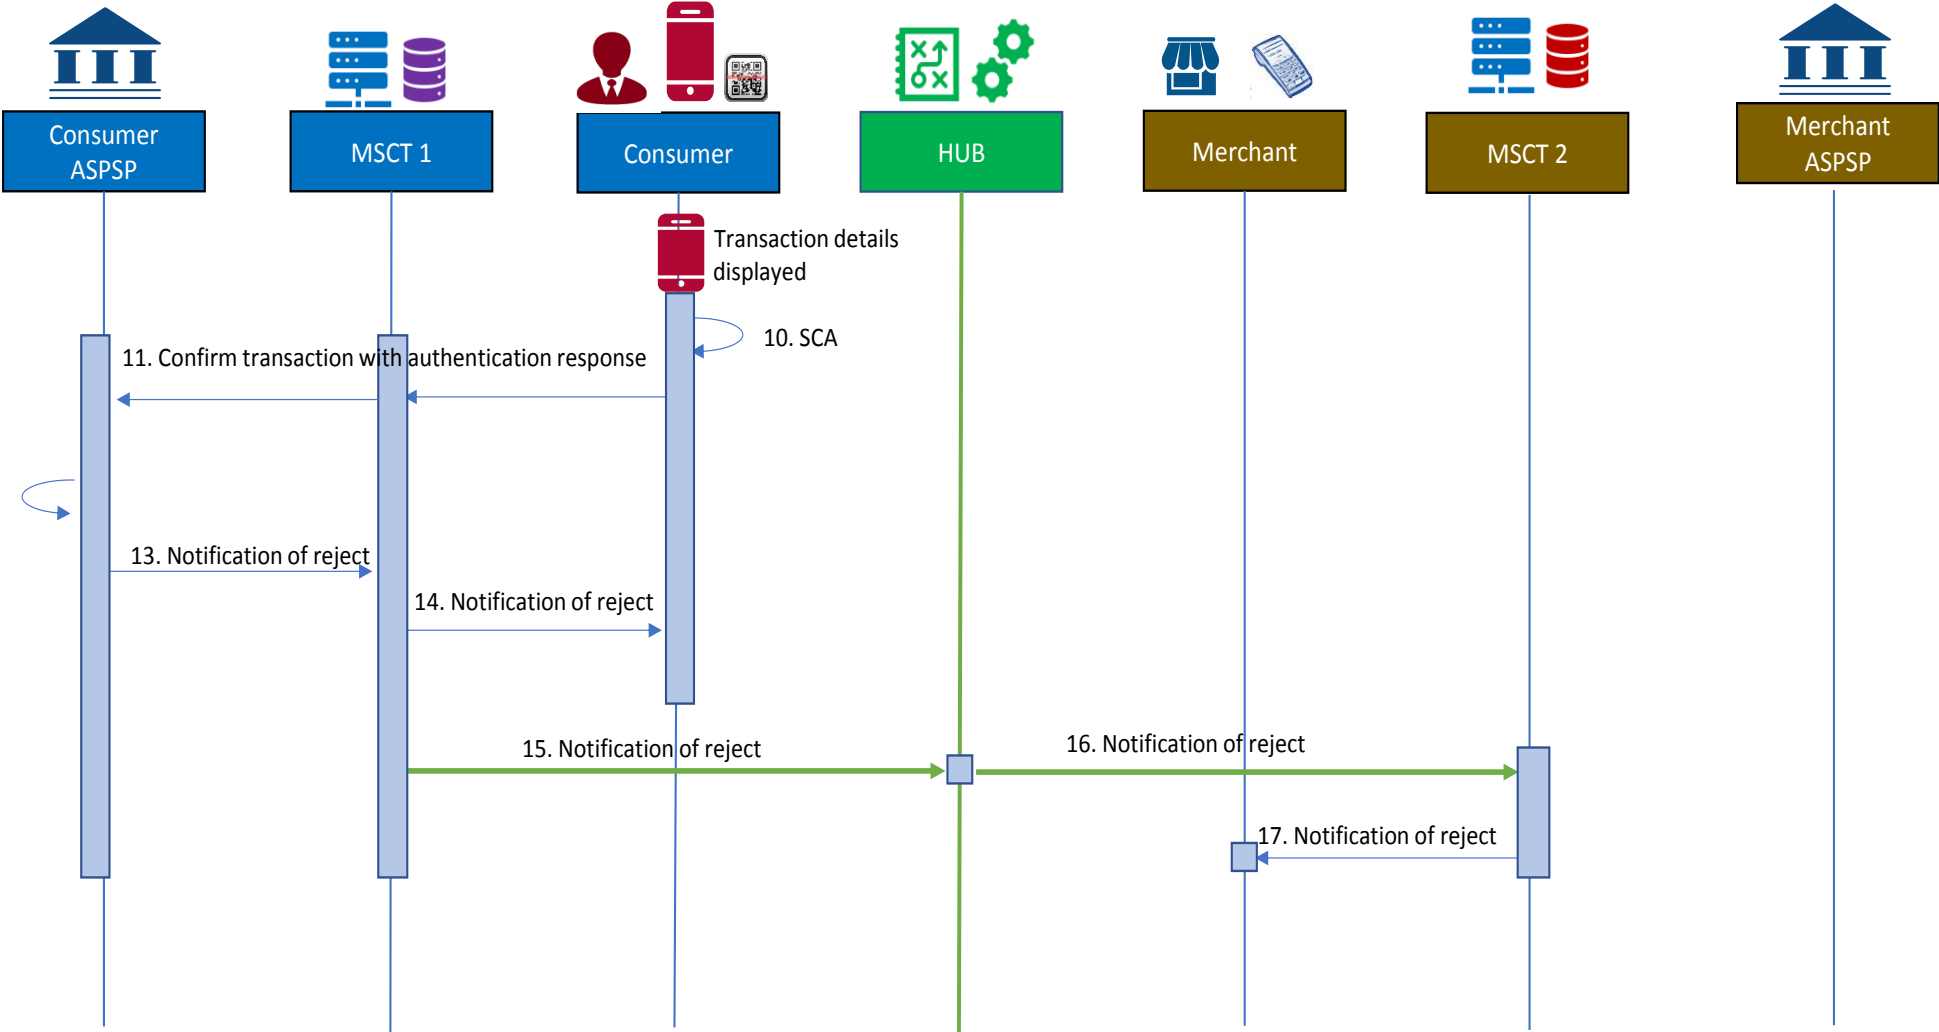 Consumer
ASPSP
MSCT 1
Consumer
HUB
Merchant
MSCT 2
Merchant
ASPSP
Transaction details
displayed
10. SCA
11. Confirm transaction with authentication response
13. Notification of reject
14. Notification of reject
15. Notification of reject
16. Notification of reject
17. Notification of reject